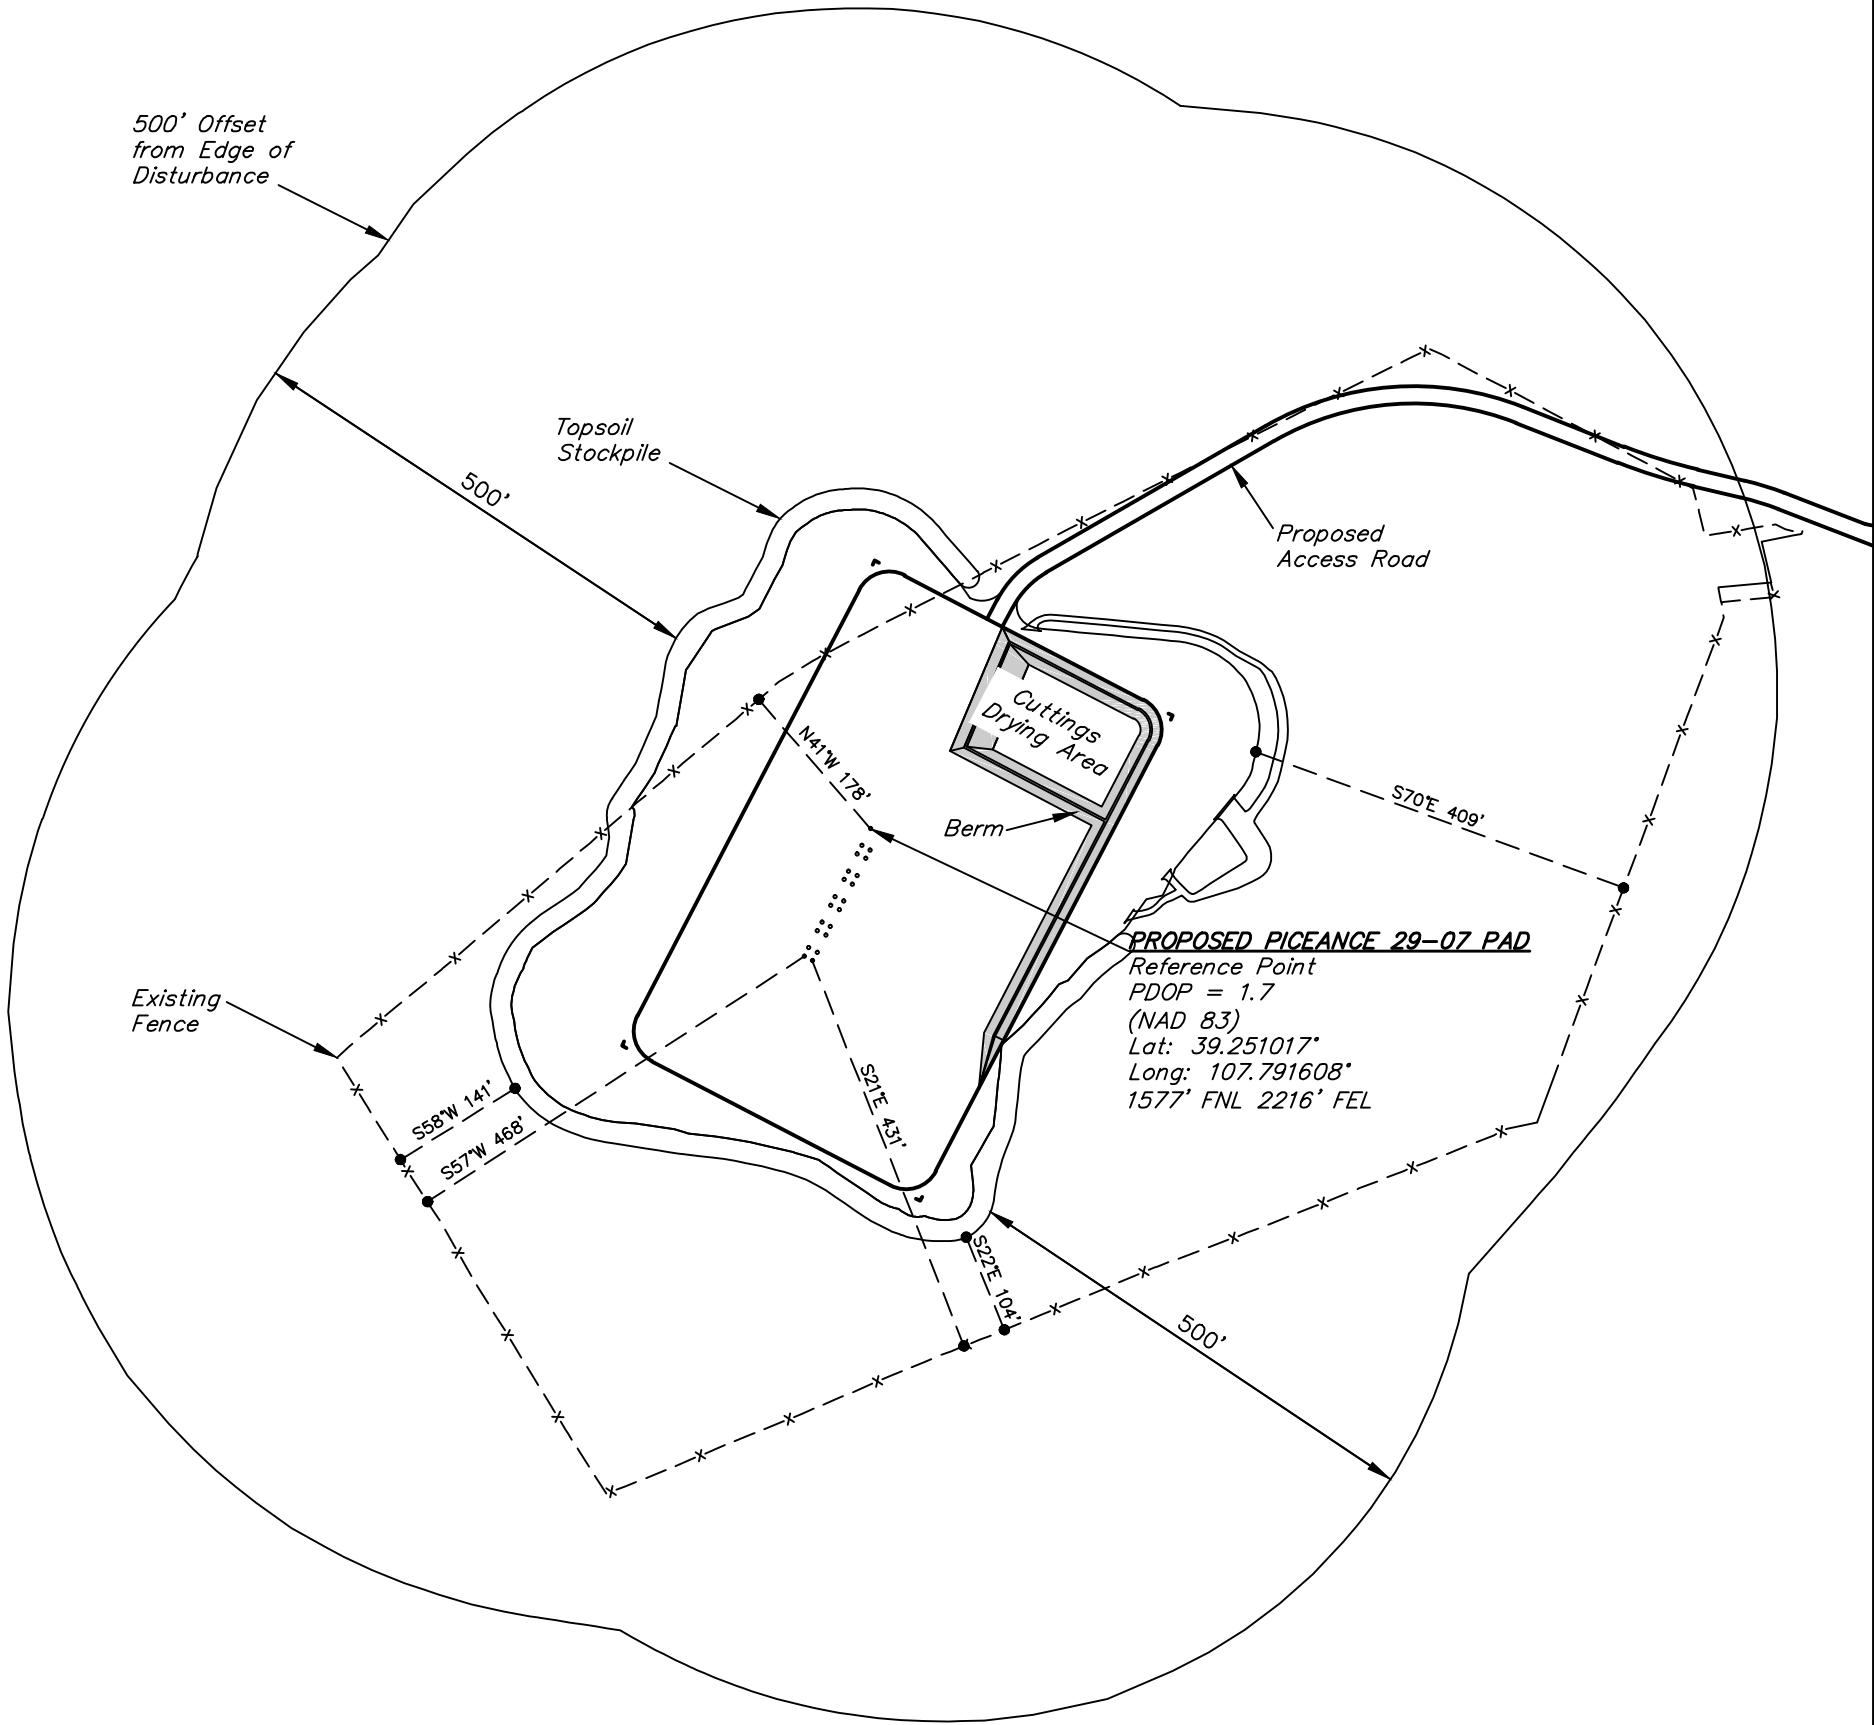 500' Offset
from Edge of
Disturbance
Topsoil
Stockpile
500'
Proposed
Access Road
Cuttings
Drying Area
N41°W 178'
S70°E 409'
Berm
PROPOSED PICEANCE 29-07 PAD
Reference Point
PDOP = 1.7
(NAD 83)
Lat: 39.251017°
Long: 107.791608°
1577' FNL 2216' FEL
Existing
Fence
S58°W 141'
S57°W 468'
S21°E 431'
S22°E 104'
500'